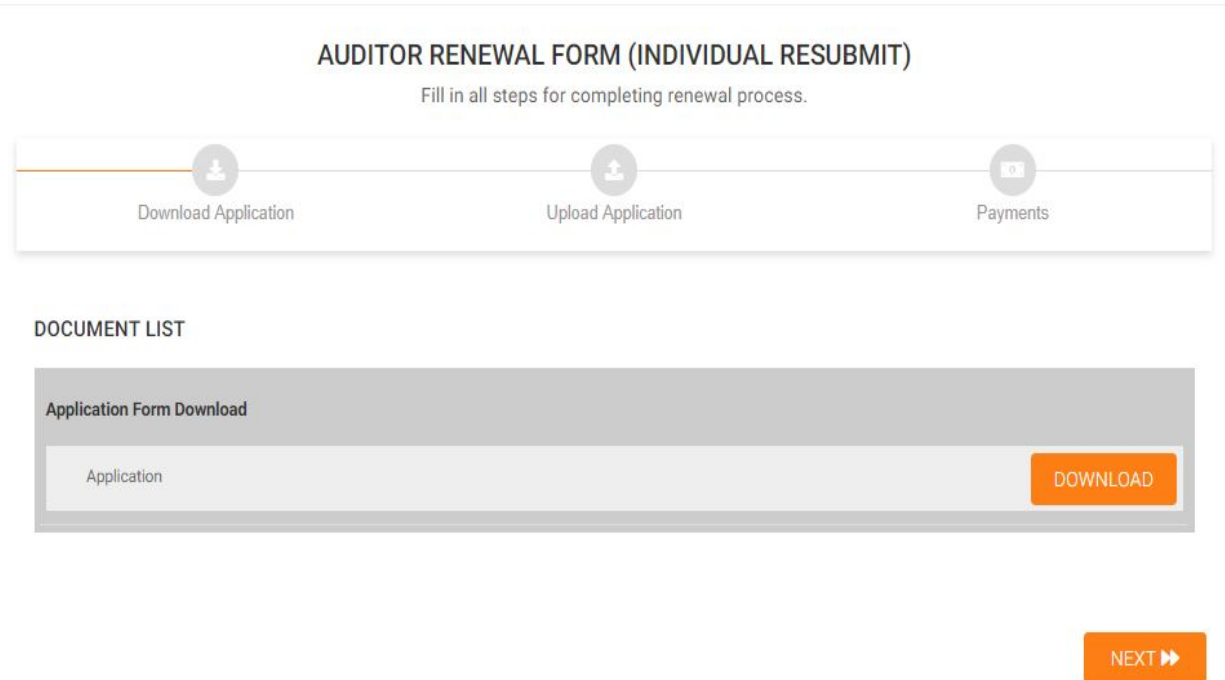 AUDITOR RENEWAL FORM (INDIVIDUAL RESUBMIT)
Fill in all steps for completing renewal process.
Download Application
Upload Application
Payments
DOCUMENT LIST
Application Form Download
Application
DOWNLOAD
NEXT